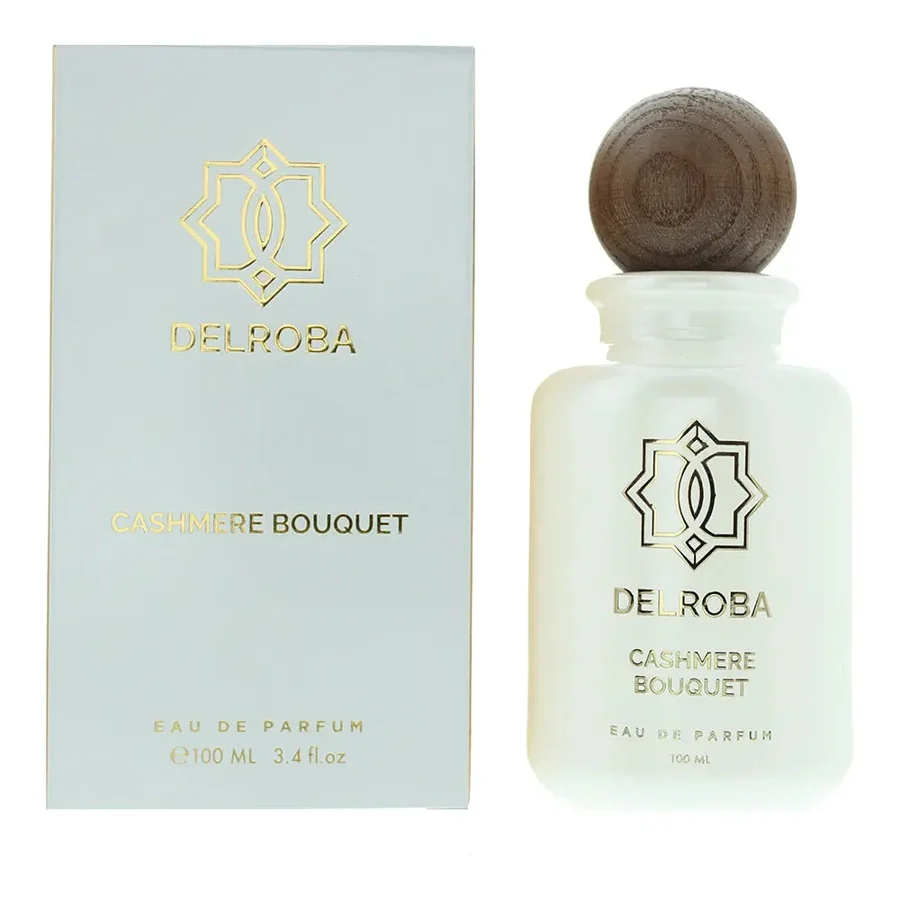 DELROBA
CASHMERE BOUQUET
EAU DE PARFUM
℮100 ML 3.4 fl.oz
DELROBA
CASHMERE
BOUQUET
EAU DE PARFUM
100 ML